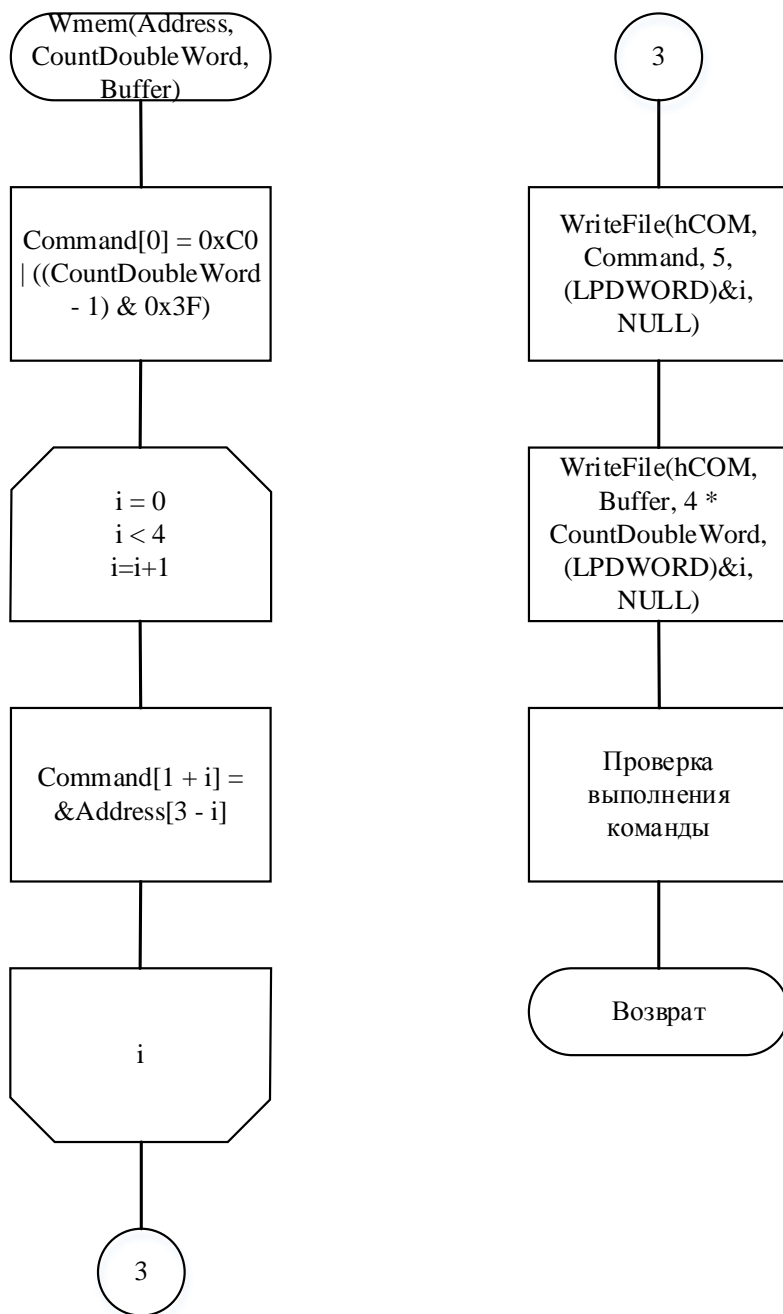 Wmem(Address,
CountDoubleWord,
Buffer)
Command[0] = 0xC0
| ((CountDoubleWord
- 1) & 0x3F)
i = 0
i < 4
i=i+1
Command[1 + i] =
&Address[3 - i]
i
3
3
WriteFile(hCOM,
Command, 5,
(LPDWORD)&i,
NULL)
WriteFile(hCOM,
Buffer, 4 *
CountDoubleWord,
(LPDWORD)&i,
NULL)
Проверка
выполнения
команды
Возврат